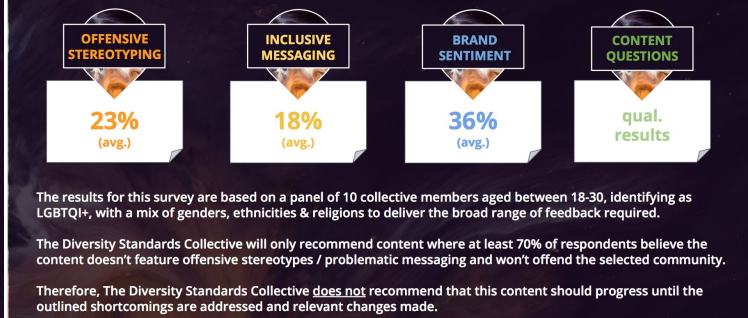 OFFENSIVE
STEREOTYPING
INCLUSIVE
MESSAGING
BRAND
SENTIMENT
CONTENT
QUESTIONS
23%
(avg.)
18%
(avg.)
36%
(avg.)
qual.
results
The results for this survey are based on a panel of 10 collective members aged between 18-30, identifying as
LGBTQI+, with a mix of genders, ethnicities & religions to deliver the broad range of feedback required.
The Diversity Standards Collective will only recommend content where at least 70% of respondents believe the
content doesn't feature offensive stereotypes / problematic messaging and won't offend the selected community.
Therefore, The Diversity Standards Collective does not recommend that this content should progress until the
outlined shortcomings are addressed and relevant changes made.